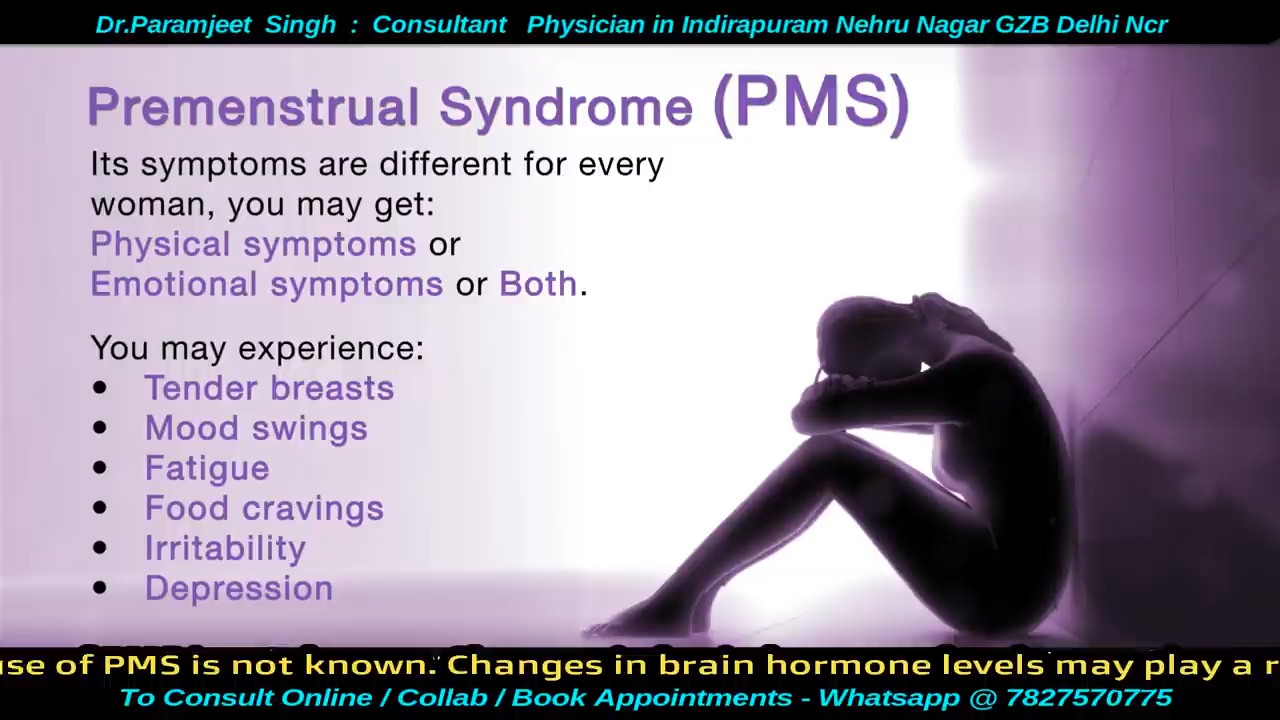 Dr.Paramjeet Singh : Consultant Physician in Indirapuram Nehru Nagar GZB Delhi Ncr
Premenstrual Syndrome (PMS)
Its symptoms are different for every
woman, you may get:
Physical symptoms or
Emotional symptoms or Both.
You may experience:
• Tender breasts
• Mood swings
• Fatigue
• Food cravings
• Irritability
• Depression
use of PMS is not known. Changes in brain hormone levels may play a
To Consult Online / Collab / Book Appointments - Whatsapp @ 7827570775